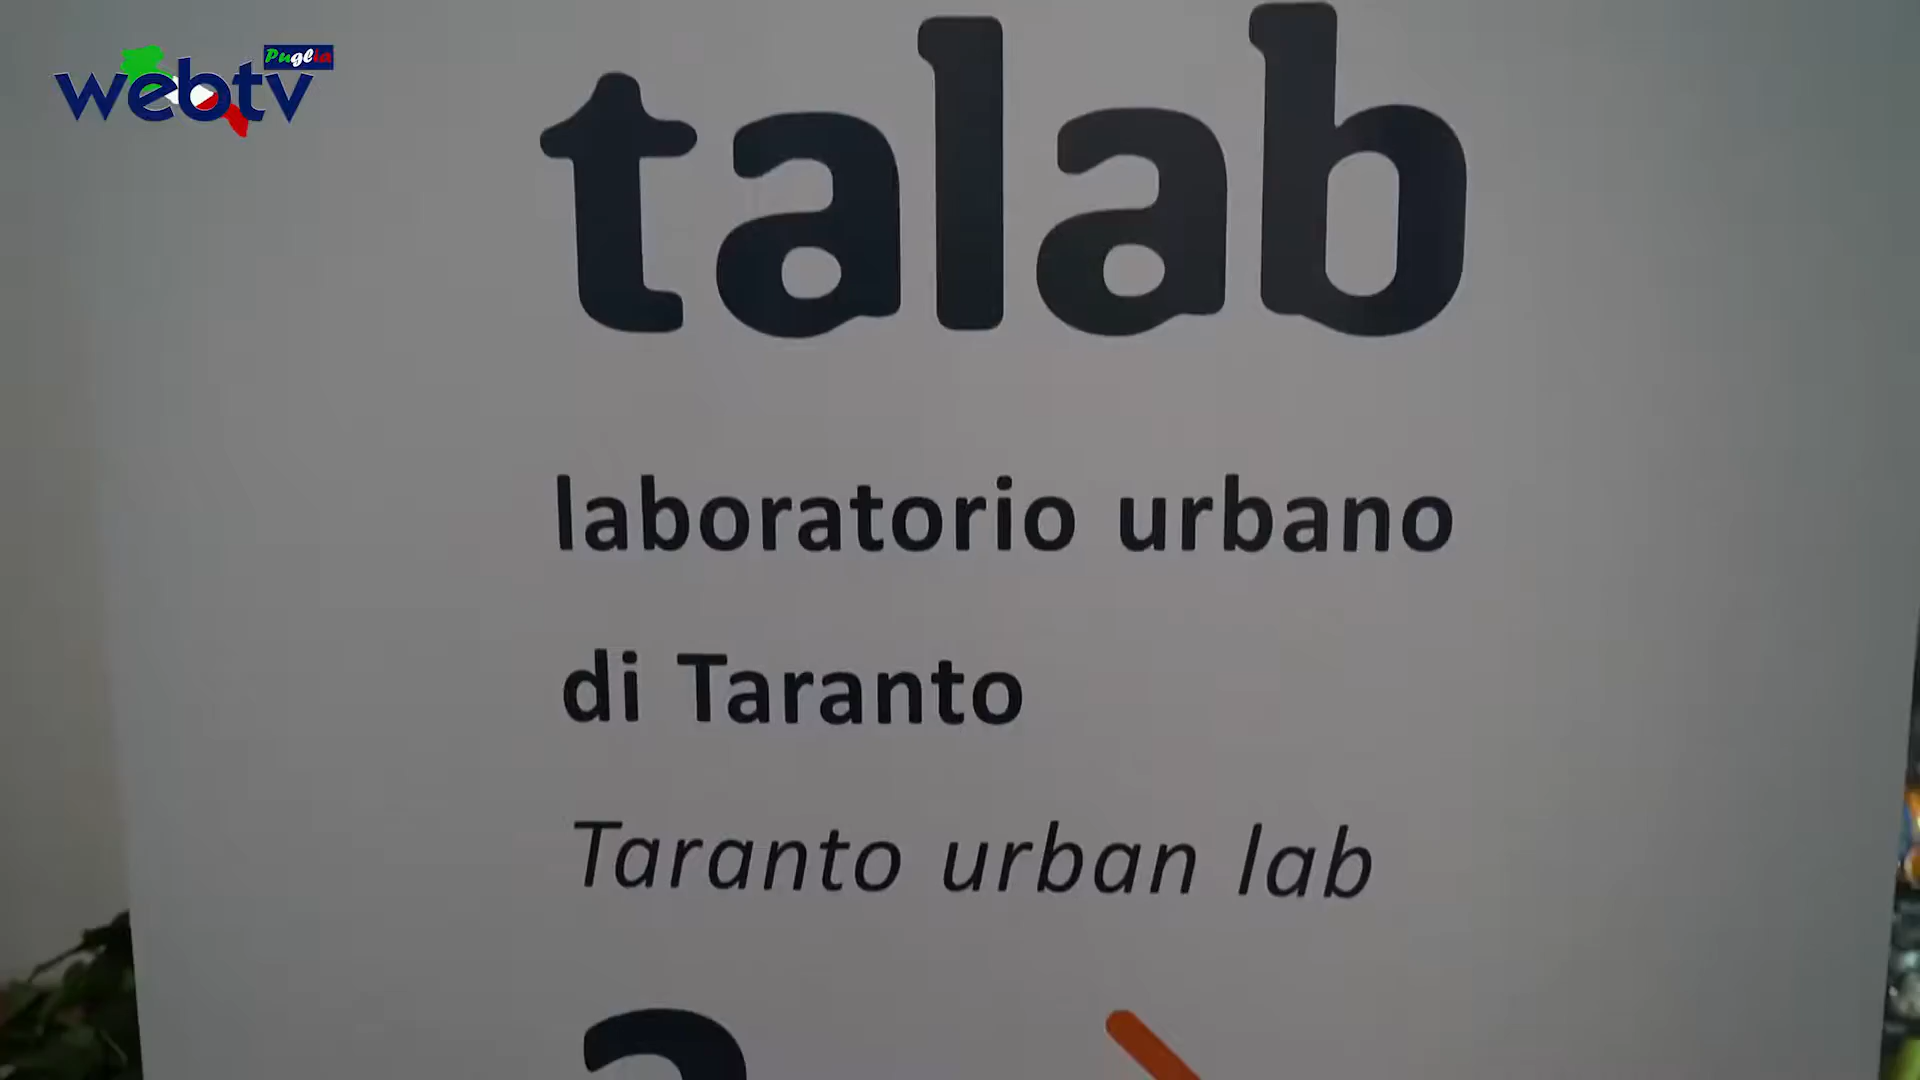 Puglia
webtv
talab
laboratorio urbano
di Taranto
Taranto urban lab